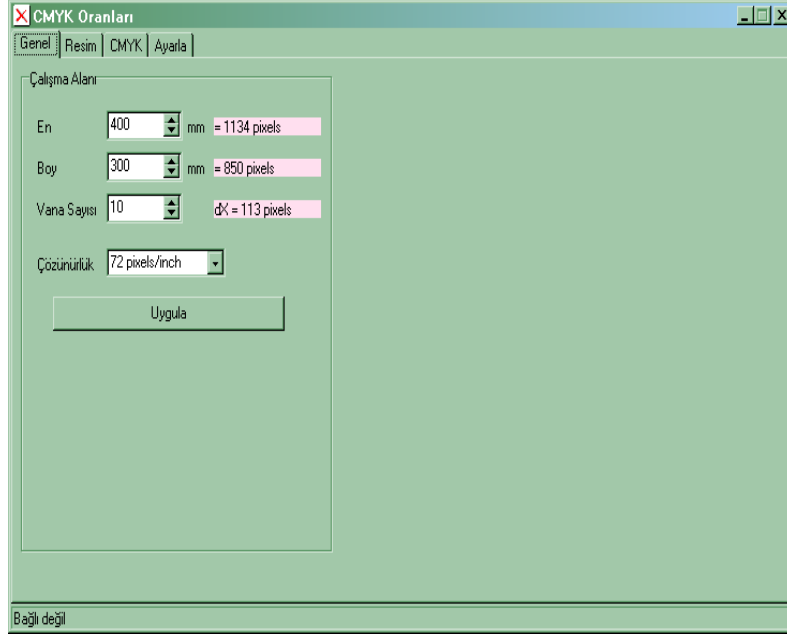 CMYK Oranları
Genel Resim CMYK Ayarla
Çalışma Alanı
En 400 mm = 1134 pixels
Boy 300 mm = 850 pixels
Vana Sayısı 10 dX = 113 pixels
Çözünürlük 72 pixels/inch
Uygula
Bağlı değil